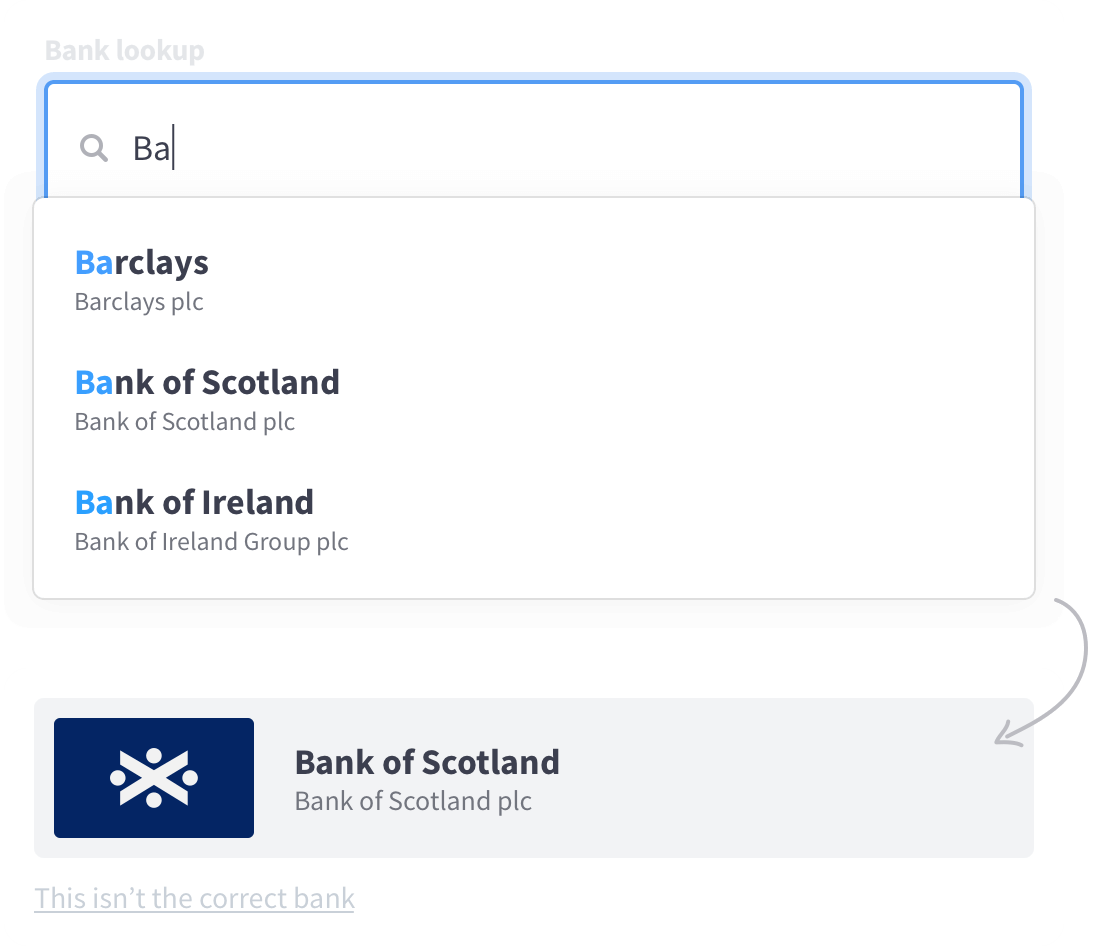 Bank lookup
Ba
Barclays
Barclays plc
Bank of Scotland
Bank of Scotland plc
Bank of Ireland
Bank of Ireland Group plc
Bank of Scotland
Bank of Scotland plc
This isn’t the correct bank